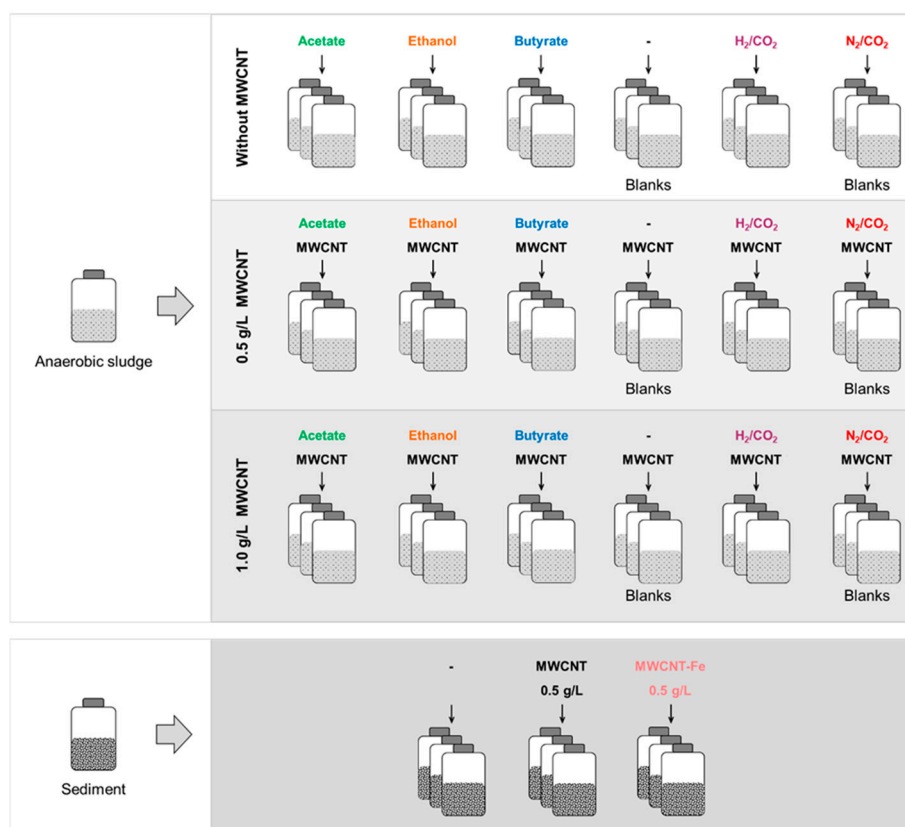 Acetate Ethanol Butyrate - H₂/CO₂ N₂/CO₂
Without MWCNT
Blanks Blanks
Acetate Ethanol Butyrate - H₂/CO₂ N₂/CO₂
MWCNT MWCNT MWCNT MWCNT MWCNT MWCNT
0.5 g/L MWCNT
Anaerobic sludge
Blanks Blanks
Acetate Ethanol Butyrate - H₂/CO₂ N₂/CO₂
MWCNT MWCNT MWCNT MWCNT MWCNT MWCNT
1.0 g/L MWCNT
Blanks Blanks
- MWCNT MWCNT-Fe
0.5 g/L 0.5 g/L
Sediment